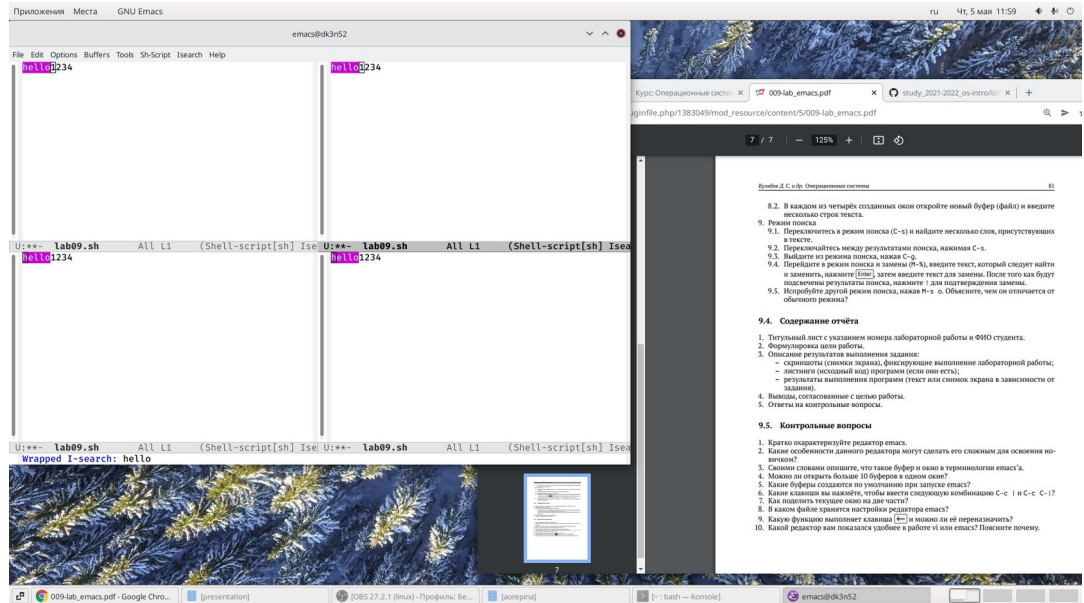 Приложения Места GNU Emacs
ru Чт, 5 мая 11:59
emacs@dk3n52
File Edit Options Buffers Tools Sh-Script Isearch Help
hello1234
hello1234
U:**- lab09.sh All L1 (Shell-script[sh] Ise
U:**- lab09.sh All L1 (Shell-script[sh] Isea
hello1234
hello1234
U:**- lab09.sh All L1 (Shell-script[sh] Ise
U:**- lab09.sh All L1 (Shell-script[sh] Isea
Wrapped I-search: hello
Курс: Операционные систе
009-lab_emacs.pdf
study_2021-2022_os-intro/la
uginfile.php/1383049/mod_resource/content/5/009-lab_emacs.pdf
7 / 7 — 125% +
Кулябов Д. С. и др. Операционные системы 81
8.2. В каждом из четырёх созданных окон откройте новый буфер (файл) и введите
несколько строк текста.
9. Режим поиска
9.1. Переключитесь в режим поиска (C-s) и найдите несколько слов, присутствующих
в тексте.
9.2. Переключайтесь между результатами поиска, нажимая C-s.
9.3. Выйдите из режима поиска, нажав C-g.
9.4. Перейдите в режим поиска и замены (M-%), введите текст, который следует найти
и заменить, нажмите Enter , затем введите текст для замены. После того как будут
подсвечены результаты поиска, нажмите ! для подтверждения замены.
9.5. Испробуйте другой режим поиска, нажав M-s o. Объясните, чем он отличается от
обычного режима?
9.4. Содержание отчёта
1. Титульный лист с указанием номера лабораторной работы и ФИО студента.
2. Формулировка цели работы.
3. Описание результатов выполнения задания:
– скриншоты (снимки экрана), фиксирующие выполнение лабораторной работы;
– листинги (исходный код) программ (если они есть);
– результаты выполнения программ (текст или снимок экрана в зависимости от
задания).
4. Выводы, согласованные с целью работы.
5. Ответы на контрольные вопросы.
9.5. Контрольные вопросы
1. Кратко охарактеризуйте редактор emacs.
2. Какие особенности данного редактора могут сделать его сложным для освоения но-
вичком?
3. Своими словами опишите, что такое буфер и окно в терминологии emacs'а.
4. Можно ли открыть больше 10 буферов в одном окне?
5. Какие буферы создаются по умолчанию при запуске emacs?
6. Какие клавиши вы нажмёте, чтобы ввести следующую комбинацию C-c | и C-c C-|?
7. Как поделить текущее окно на две части?
8. В каком файле хранятся настройки редактора emacs?
9. Какую функцию выполняет клавиша ← и можно ли её переназначить?
10. Какой редактор вам показался удобнее в работе vi или emacs? Поясните почему.
7
009-lab_emacs.pdf - Google Chro...
[presentation]
[OBS 27.2.1 (linux) - Профиль: Бе...
[aorepina]
[~ : bash — Konsole]
emacs@dk3n52